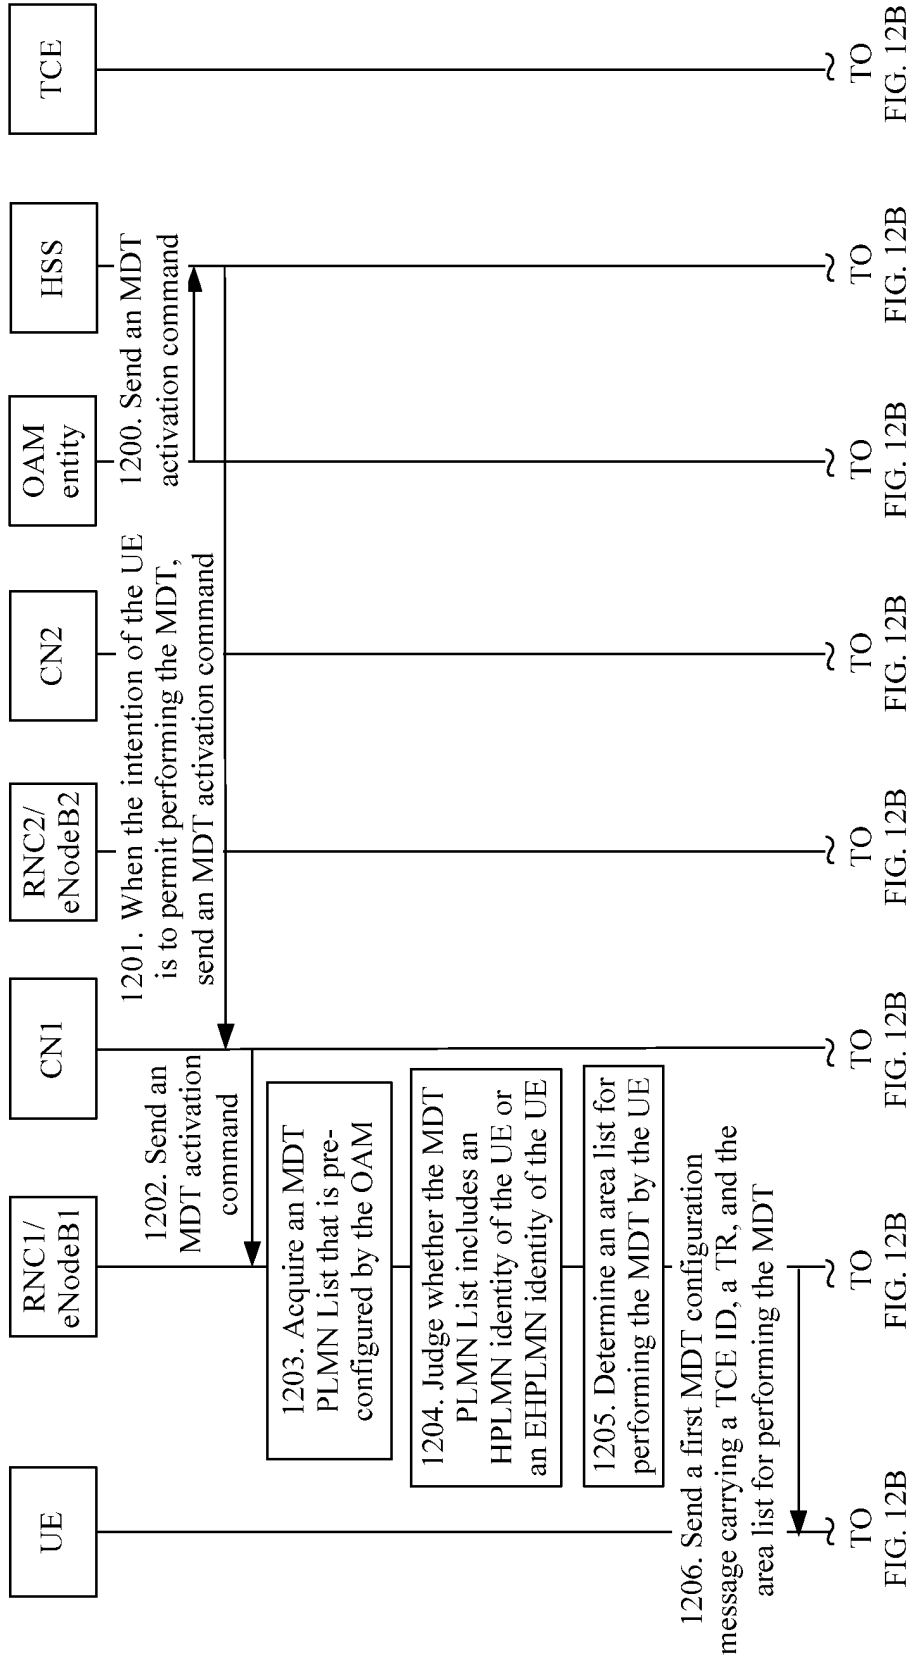 UE
RNC1/
eNodeB1
CN1
RNC2/
eNodeB2
CN2
OAM
entity
HSS
TCE
1200. Send an MDT
activation command
1201. When the intention of the UE
is to permit performing the MDT,
send an MDT activation command
1202. Send an
MDT activation
command
1203. Acquire an MDT
PLMN List that is pre-
configured by the OAM
1204. Judge whether the MDT
PLMN List includes an
HPLMN identity of the UE or
an EHPLMN identity of the UE
1205. Determine an area list for
performing the MDT by the UE
1206. Send a first MDT configuration
message carrying a TCE ID, a TR, and the
area list for performing the MDT
TO
FIG. 12B
TO
FIG. 12B
TO
FIG. 12B
TO
FIG. 12B
TO
FIG. 12B
TO
FIG. 12B
TO
FIG. 12B
TO
FIG. 12B